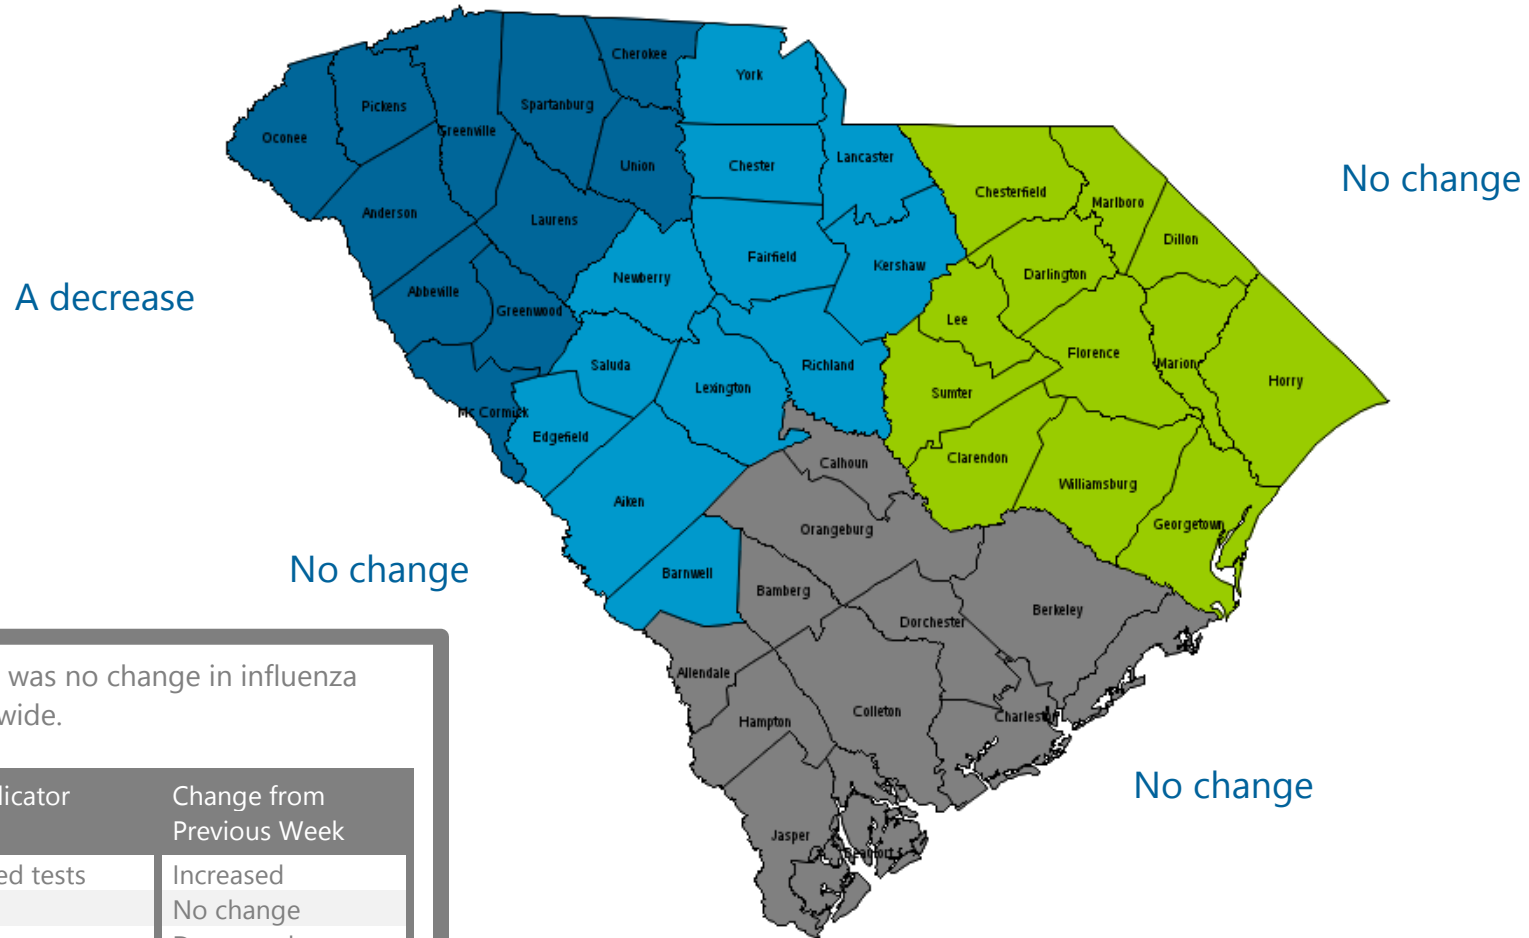 Cherokee
York
Pickens
Spartanburg
Greenville
Oconee
Union
Chester
Lancaster
No change
Chesterfield
Marlboro
Anderson
Laurens
Dillon
Fairfield
Kershaw
Newberry
Darlington
A decrease
Abbeville
Greenwood
Lee
Florence
Saluda
Richland
Marion
Lexington
Horry
Sumter
Mc Cormick
Edgefield
Calhoun
Clarendon
Williamsburg
Aiken
Orangeburg
Georgetown
No change
Barnwell
Bamberg
Berkeley
Dorchester
Allendale
Hampton
Colleton
Charleston
No change
Jasper
Beaufort
was no change in influenza
wide.
licator
Change from
Previous Week
ed tests
Increased
No change